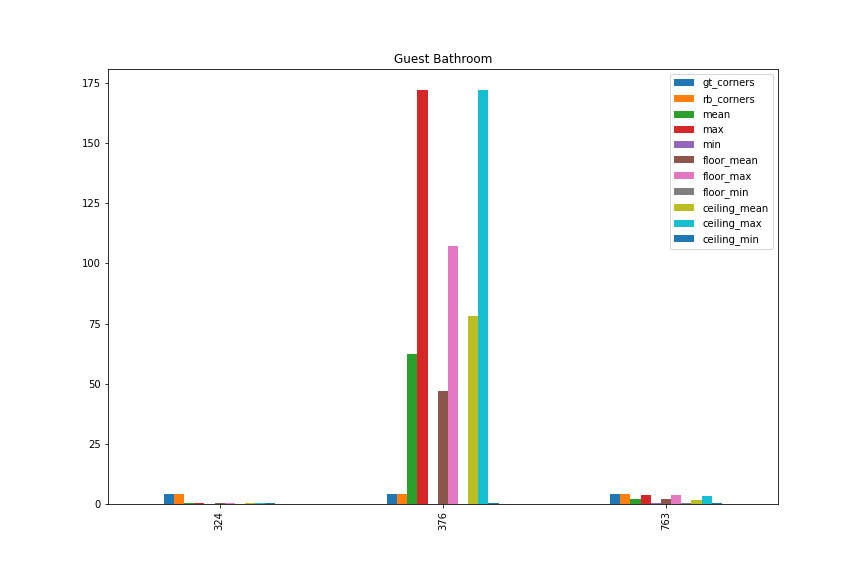 Guest Bathroom
175
150
125
100
75
50
25
0
324
376
763
gt_corners
rb_corners
mean
max
min
floor_mean
floor_max
floor_min
ceiling_mean
ceiling_max
ceiling_min